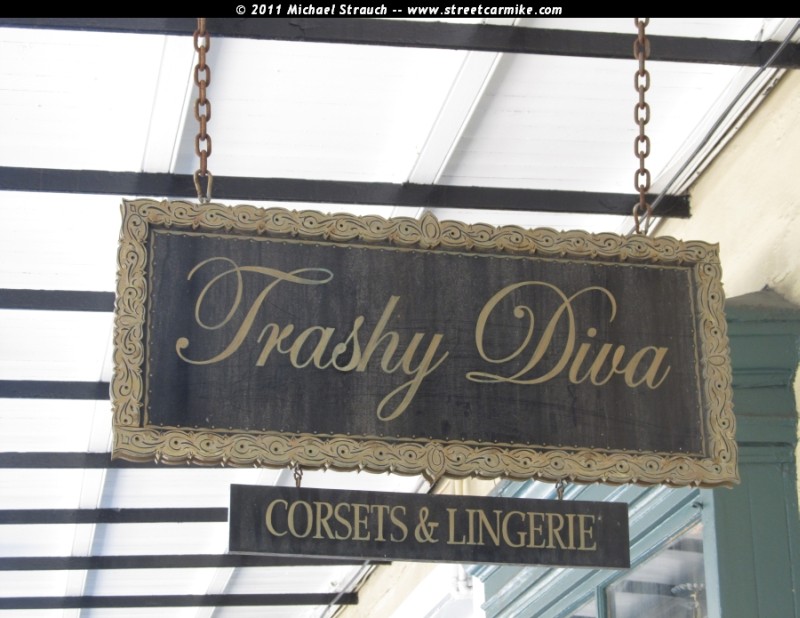 © 2011 Michael Strauch -- www.streetcarmike.com
Trashy Diva
CORSETS & LINGERIE